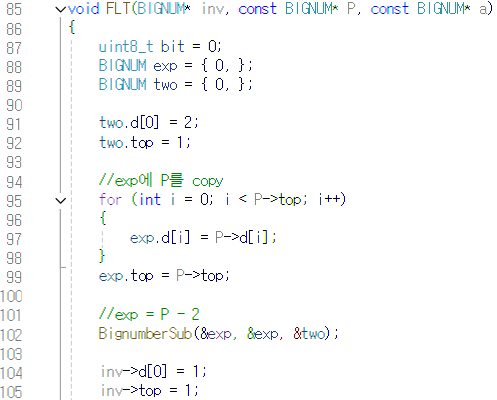 85 void FLT(BIGNUM* inv, const BIGNUM* P, const BIGNUM* a)
86 {
87 uint8_t bit = 0;
88 BIGNUM exp = { 0, };
89 BIGNUM two = { 0, };
90
91 two.d[0] = 2;
92 two.top = 1;
93
94 //exp에 P를 copy
95 for (int i = 0; i < P->top; i++)
96 {
97 exp.d[i] = P->d[i];
98 }
99 exp.top = P->top;
100
101 //exp = P - 2
102 BignumberSub(&exp, &exp, &two);
103
104 inv->d[0] = 1;
105 inv->top = 1;